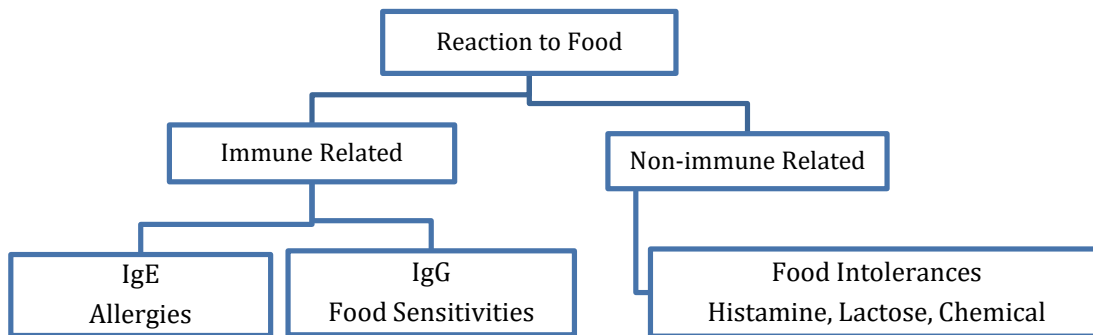 Reaction to Food
Immune Related
Non-immune Related
IgE
Allergies
IgG
Food Sensitivities
Food Intolerances
Histamine, Lactose, Chemical